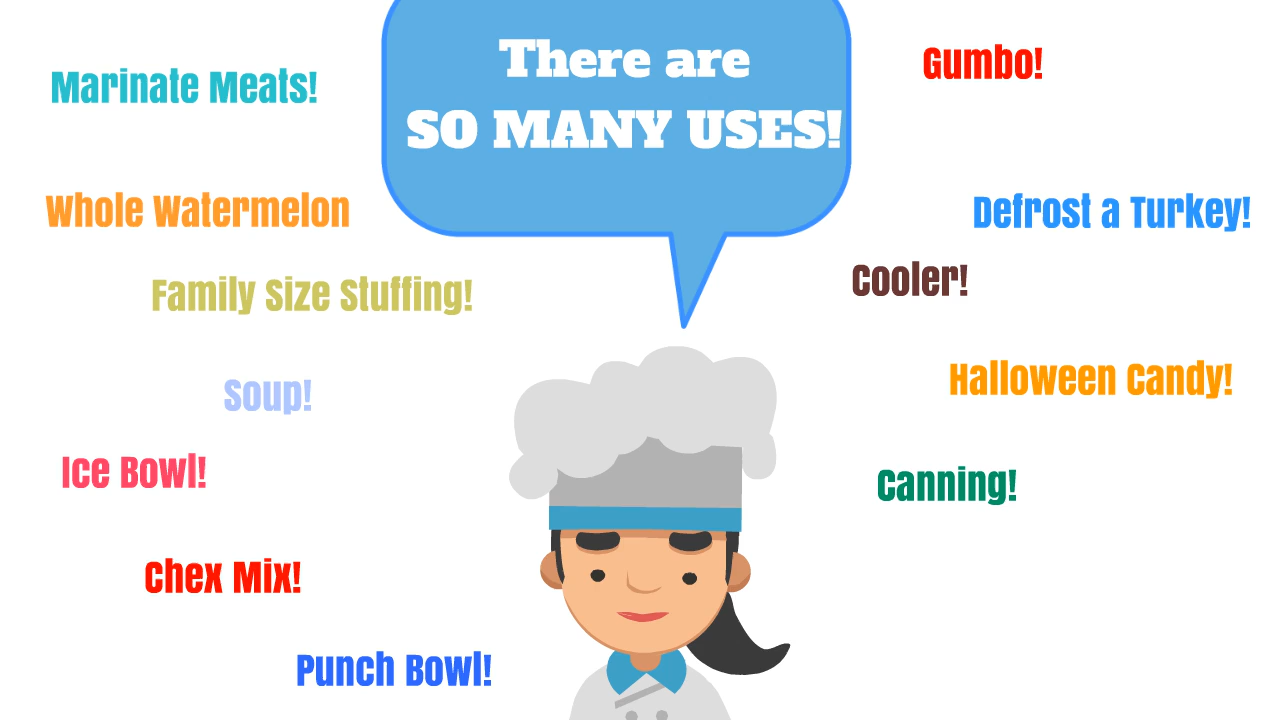 There are
SO MANY USES!
Marinate Meats!
Whole Watermelon
Family Size Stuffing!
Soup!
Ice Bowl!
Chex Mix!
Punch Bowl!
Gumbo!
Defrost a Turkey!
Cooler!
Halloween Candy!
Canning!